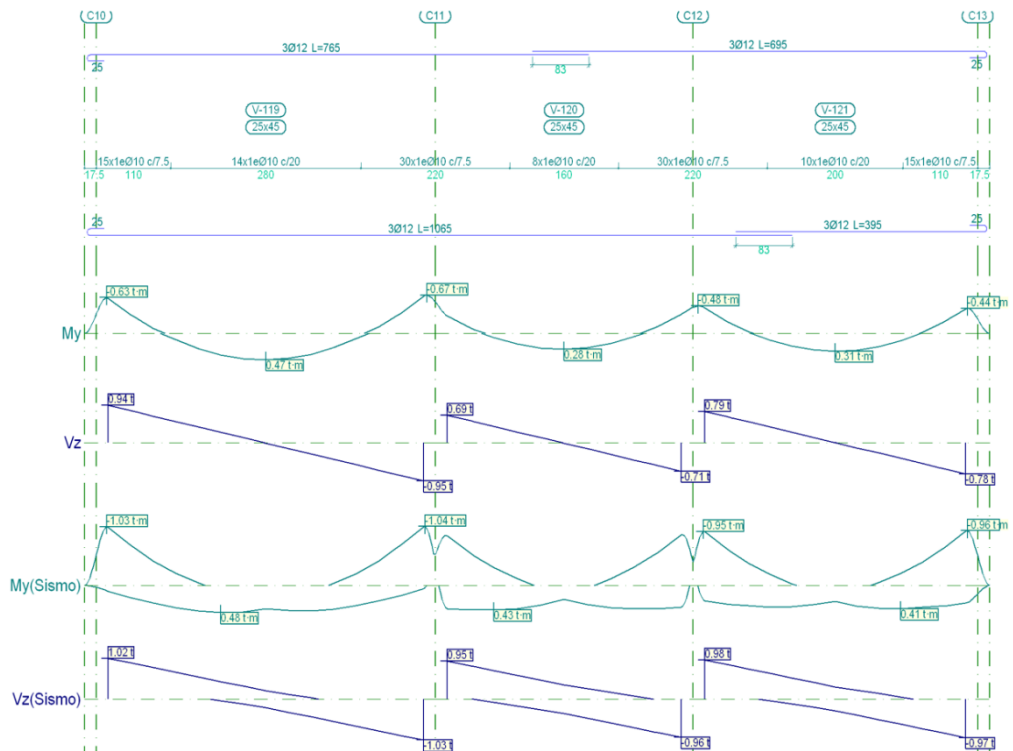 C10 C11 C12 C13
3Ø12 L=765 3Ø12 L=695
25 83 25
V-119 V-120 V-121
25x45 25x45 25x45
15x1eØ10 c/7.5 14x1eØ10 c/20 30x1eØ10 c/7.5 8x1eØ10 c/20 30x1eØ10 c/7.5 10x1eØ10 c/20 15x1eØ10 c/7.5
17.5 110 280 220 160 220 200 110 17.5
25 25
3Ø12 L=1065 3Ø12 L=395
83
-0.63 t·m -0.67 t·m -0.48 t·m -0.44 t·m
My
0.47 t·m 0.28 t·m 0.31 t·m
0.94 t 0.69 t 0.79 t
Vz
-0.95 t -0.71 t -0.78 t
-1.03 t·m -1.04 t·m -0.95 t·m -0.96 t·m
My(Sismo)
0.48 t·m 0.43 t·m 0.41 t·m
1.02 t 0.95 t 0.98 t
Vz(Sismo)
-1.03 t -0.96 t -0.97 t